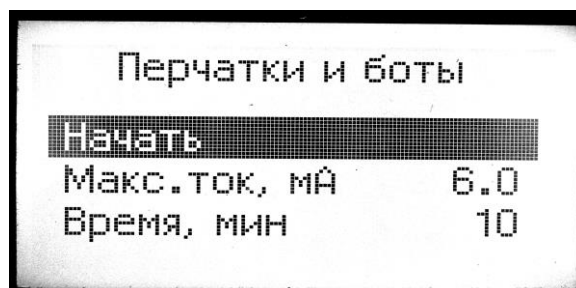 Перчатки и боты
Начать
Макс.ток, мА 6.0
Время, мин 10